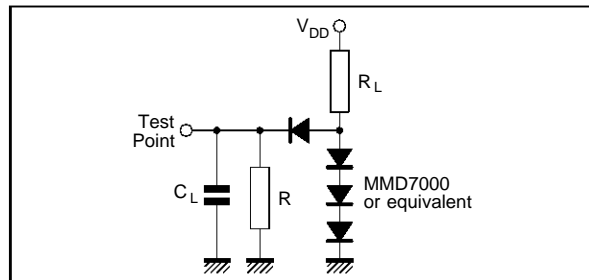 VDD
RL
Test
Point
CL
R
MMD7000
or equivalent